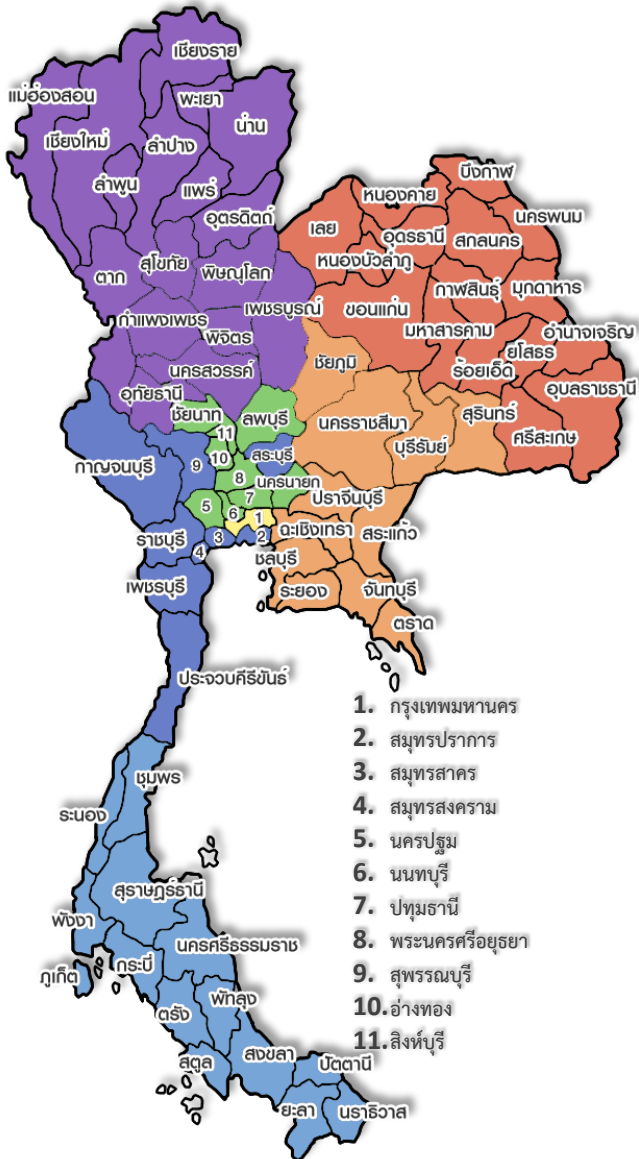 เชียงราย
แม่ฮ่องสอน
พะเยา
น่าน
เชียงใหม่
ลำปาง
ลำพูน
แพร่
อุตรดิตถ์
บึงกาฬ
หนองคาย
นครพนม
เลย
อุดรธานี
สกลนคร
ตาก
สุโขทัย
พิษณุโลก
หนองบัวลำภู
กาฬสินธุ์
มุกดาหาร
กำแพงเพชร
พิจิตร
เพชรบูรณ์
ขอนแก่น
มหาสารคาม
อำนาจเจริญ
ยโสธร
ร้อยเอ็ด
นครสวรรค์
ชัยภูมิ
อุบลราชธานี
อุทัยธานี
ชัยนาท
ลพบุรี
นครราชสีมา
สุรินทร์
ศรีสะเกษ
บุรีรัมย์
11
10
สระบุรี
กาญจนบุรี
9
8
นครนายก
7
ปราจีนบุรี
5
6
1
ฉะเชิงเทรา
สระแก้ว
ราชบุรี
3
2
4
ชลบุรี
เพชรบุรี
ระยอง
จันทบุรี
ตราด
ประจวบคีรีขันธ์
1. กรุงเทพมหานคร
2. สมุทรปราการ
3. สมุทรสาคร
4. สมุทรสงคราม
5. นครปฐม
6. นนทบุรี
7. ปทุมธานี
8. พระนครศรีอยุธยา
9. สุพรรณบุรี
10. อ่างทอง
11. สิงห์บุรี
ชุมพร
ระนอง
สุราษฎร์ธานี
พังงา
นครศรีธรรมราช
ภูเก็ต
กระบี่
ตรัง
พัทลุง
สตูล
สงขลา
ปัตตานี
ยะลา
นราธิวาส